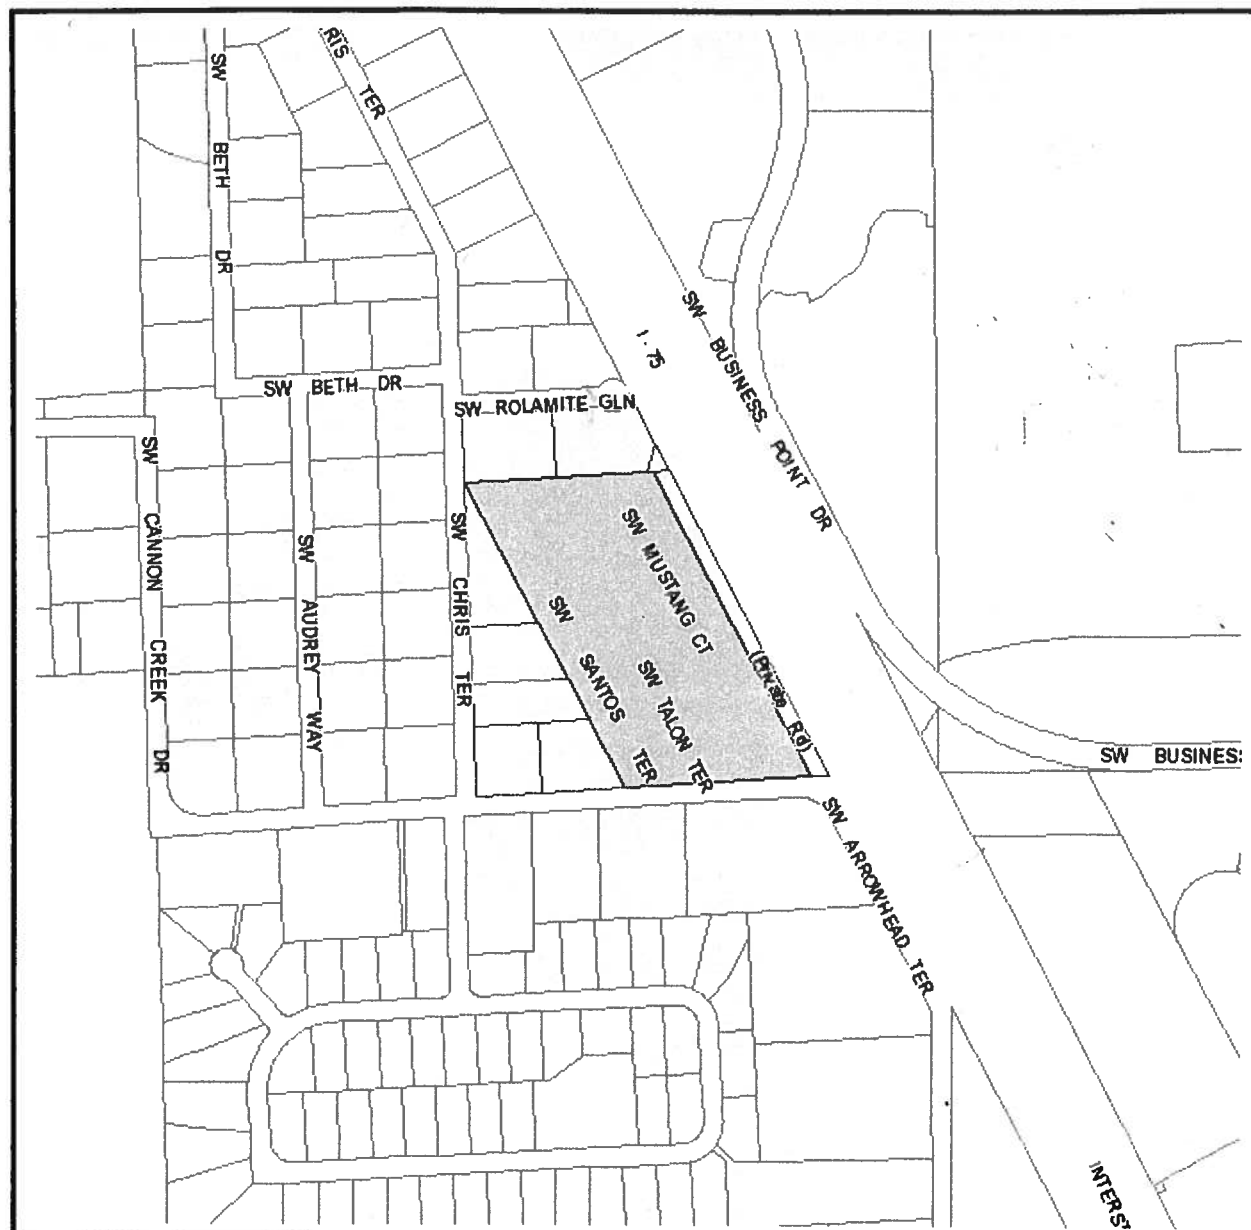 RIS TER
SW BETH DR
I-75
SW BUSINESS POINT DR
SW BETH DR
SW ROLAMITE GLN
SW CANNON CREEK DR
SW AUDREY WAY
SW CHRIS TER
SW MUSTANG CT
SW SANTOS TER
SW TALON TER
(Private Rd)
SW BUSINES
SW ARROWHEAD TER
INTERS